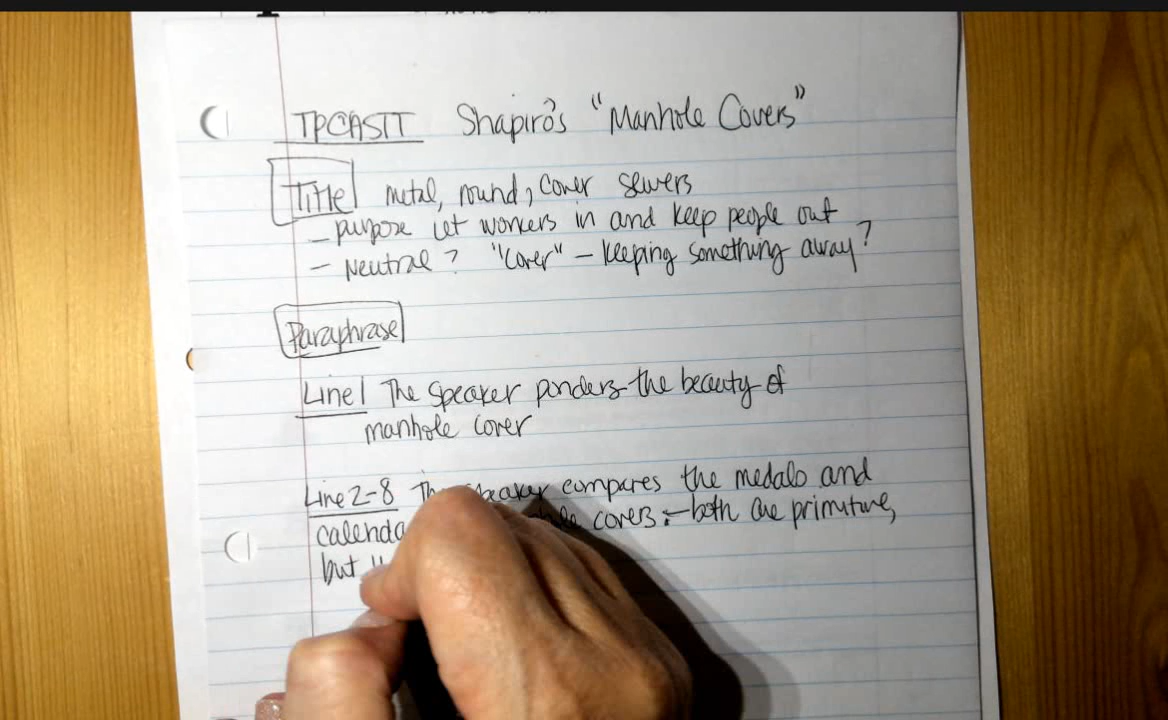 TPCASTT Shapiro's "Manhole Covers"
Title metal, round, cover sewers
- purpose let workers in and keep people out
- Neutral? "Cover" - keeping something away?
Paraphrase
Line 1 The speaker ponders the beauty of
manhole cover
Line 2-8 The speaker compares the medals and
covers - both are primitive,
but